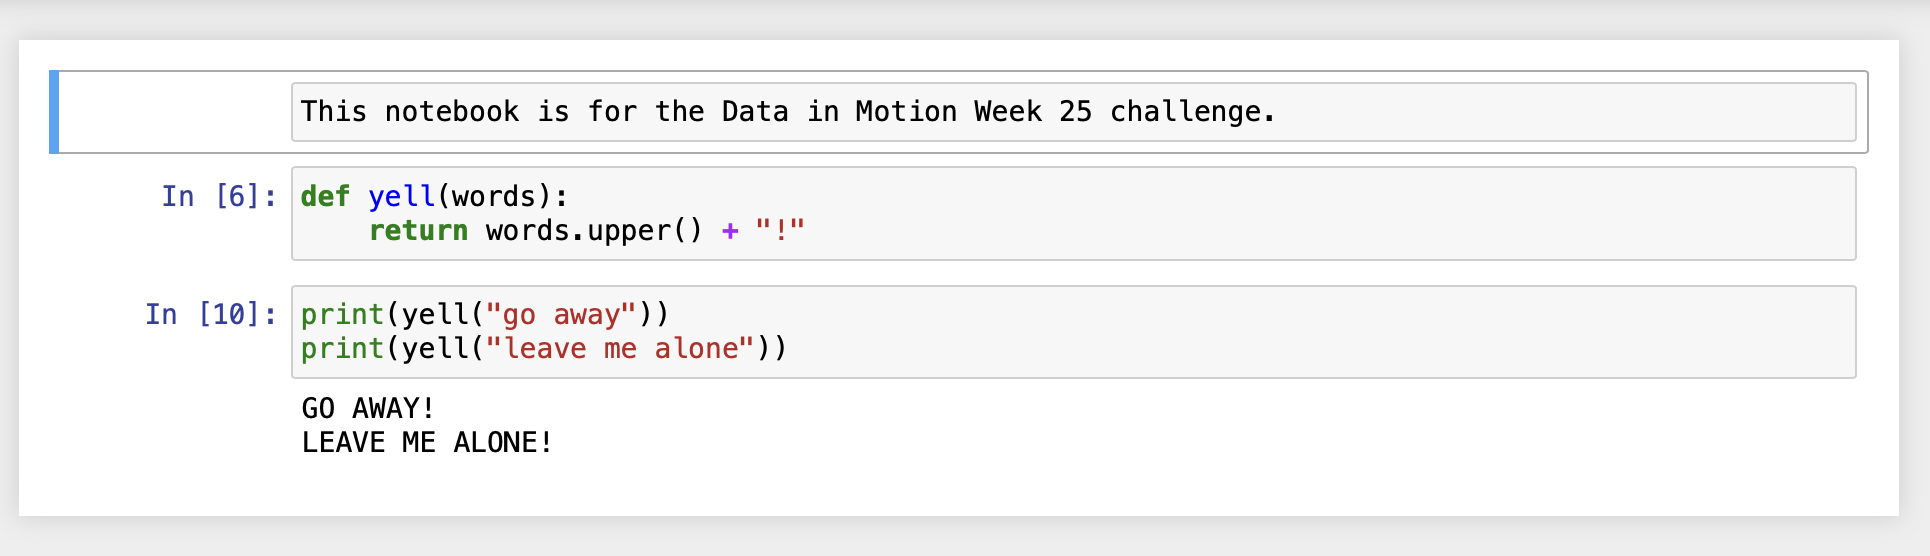 This notebook is for the Data in Motion Week 25 challenge.
In [6]: def yell(words):
    return words.upper() + "!"
In [10]: print(yell("go away"))
print(yell("leave me alone"))
GO AWAY!
LEAVE ME ALONE!